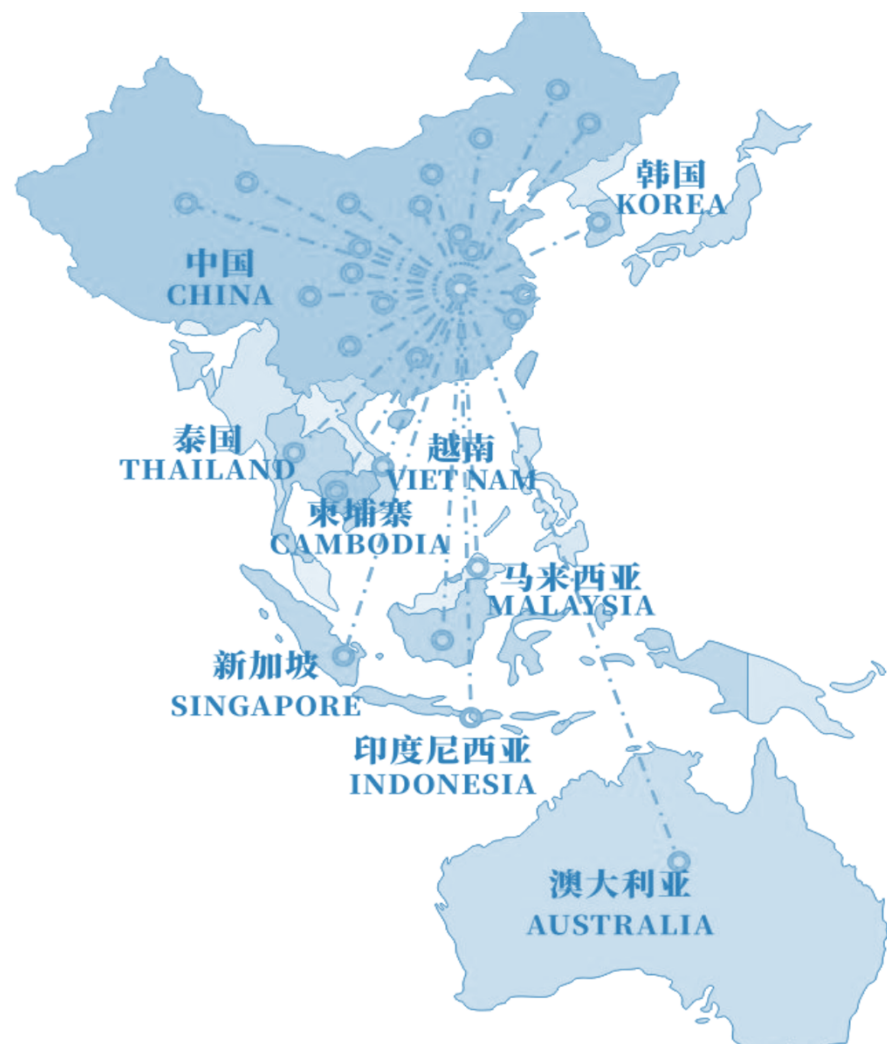 韩国
KOREA
中国
CHINA
泰国
THAILAND
越南
VIET NAM
柬埔寨
CAMBODIA
马来西亚
MALAYSIA
新加坡
SINGAPORE
印度尼西亚
INDONESIA
澳大利亚
AUSTRALIA